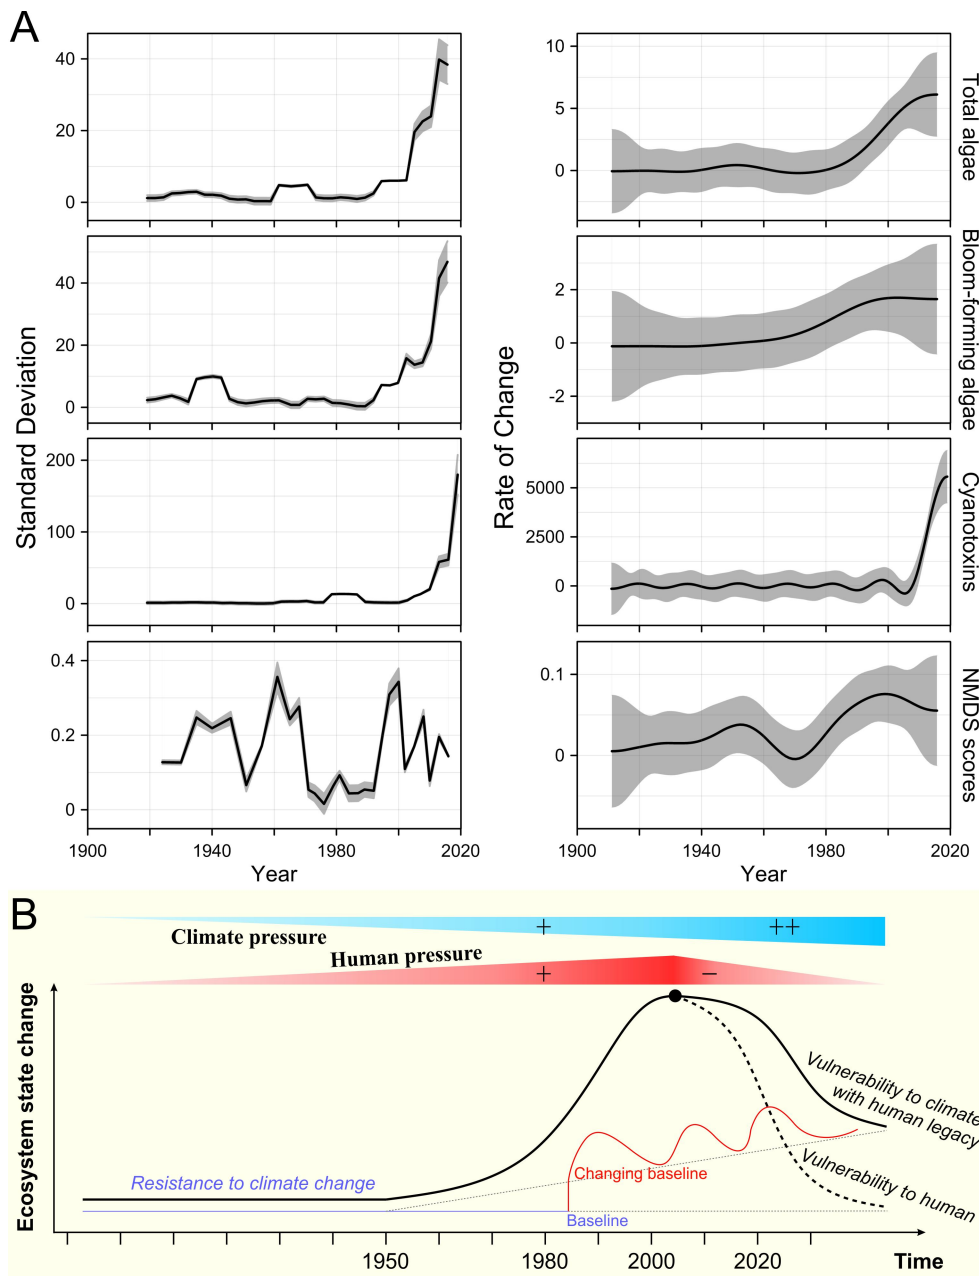 A
40
20
0
40
20
0
200
100
0
0.4
0.2
0
1900
1940
1980
2020
Year
Standard Deviation
10
5
0
2
0
-2
5000
2500
0
0.1
0
1900
1940
1980
2020
Year
Rate of Change
Total algae
Bloom-forming algae
Cyanotoxins
NMDS scores
B
Climate pressure
+
++
Human pressure
+
−
Ecosystem state change
Resistance to climate change
Changing baseline
Baseline
Vulnerability to climate
with human legacy
Vulnerability to human
1950
1980
2000
2020
Time